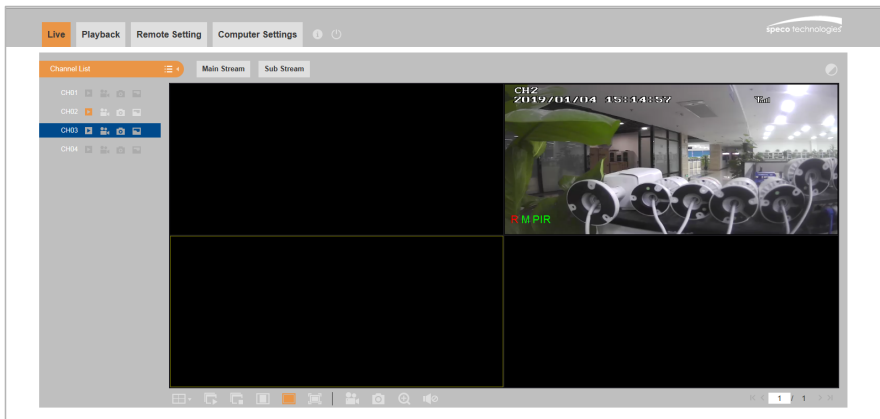 Live Playback Remote Setting Computer Settings
speco technologies
Channel List Main Stream Sub Stream
CH01
CH02
CH03
CH04
CH2
2019/01/04 15:14:57
R M PIR
1 / 1